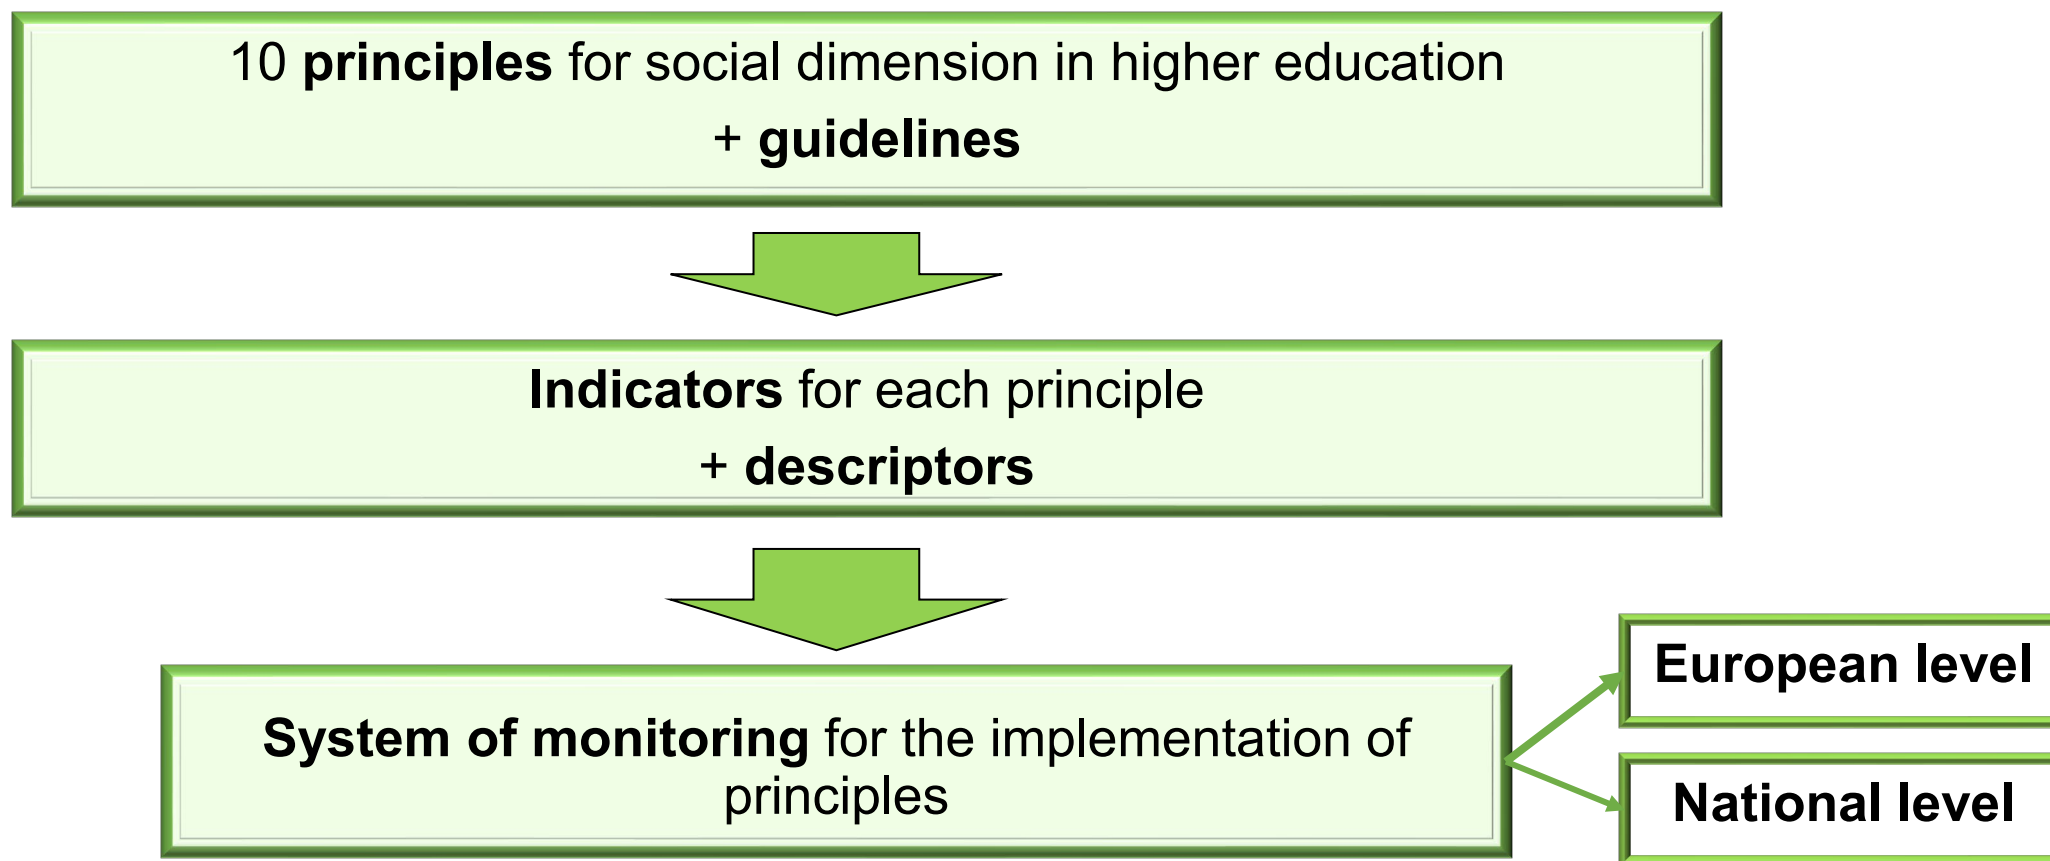 10 principles for social dimension in higher education
+ guidelines
Indicators for each principle
+ descriptors
System of monitoring for the implementation of
principles
European level
National level